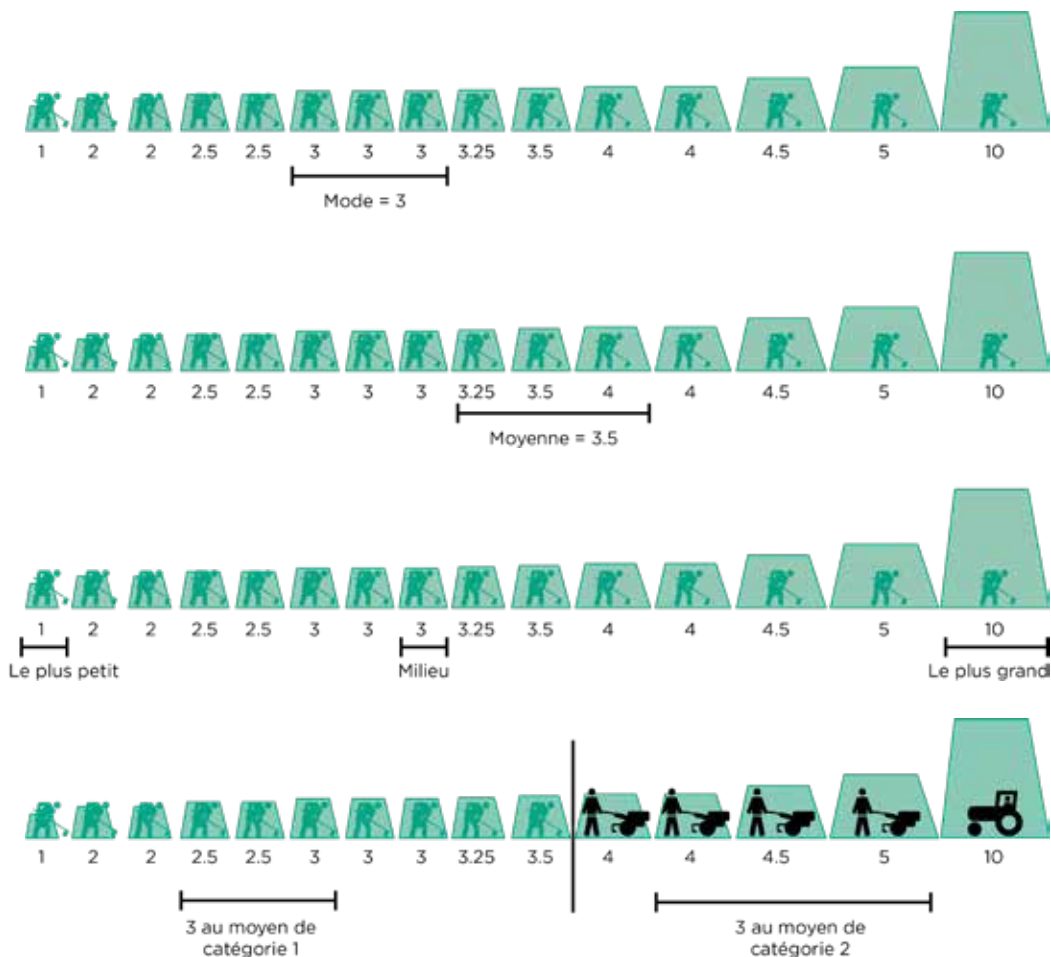 1 2 2 2.5 2.5 3 3 3 3.25 3.5 4 4 4.5 5 10
Mode = 3
1 2 2 2.5 2.5 3 3 3 3.25 3.5 4 4 4.5 5 10
Moyenne = 3.5
1 2 2 2.5 2.5 3 3 3 3.25 3.5 4 4 4.5 5 10
Le plus petit Milieu Le plus grand
1 2 2 2.5 2.5 3 3 3 3.25 3.5 4 4 4.5 5 10
3 au moyen de
catégorie 1
3 au moyen de
catégorie 2